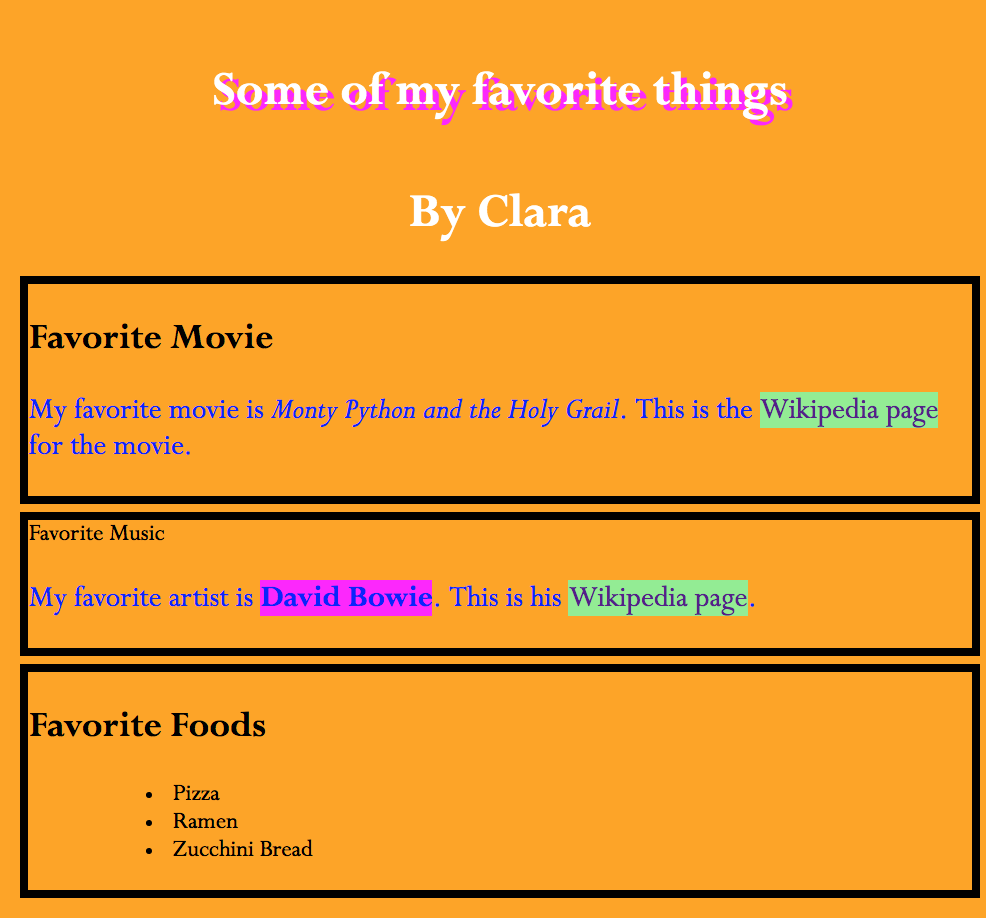 Some of my favorite things
By Clara
Favorite Movie
My favorite movie is Monty Python and the Holy Grail. This is the Wikipedia page
for the movie.
Favorite Music
My favorite artist is David Bowie. This is his Wikipedia page.
Favorite Foods
• Pizza
• Ramen
• Zucchini Bread